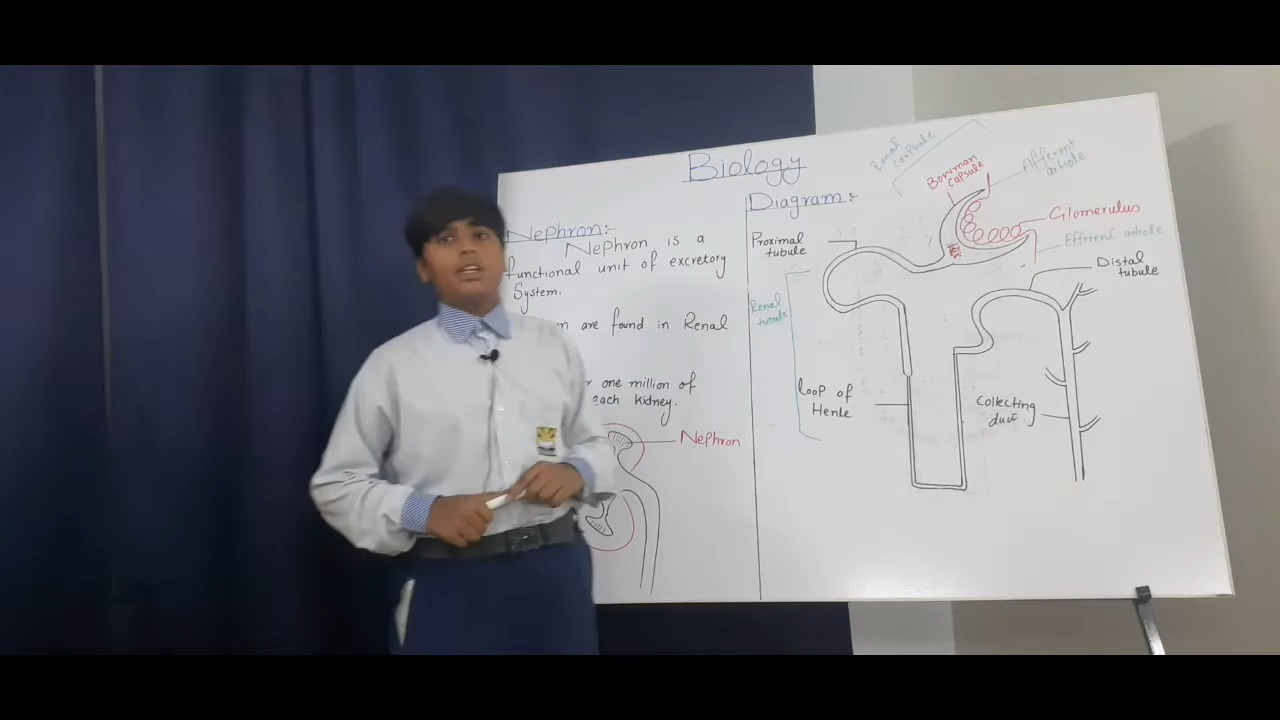 Biology
Nephron:-
Nephron is a
functional unit of excretory
System.
are found in Renal
one million of
each kidney.
Nephron
Diagram:-
Renal
corpsule
Bowman
capsule
Afferent
artiole
Glomerulus
Efferent artiole
Proximal
tubule
Distal
tubule
Renal
tubule
Loop of
Henle
Collecting
duct